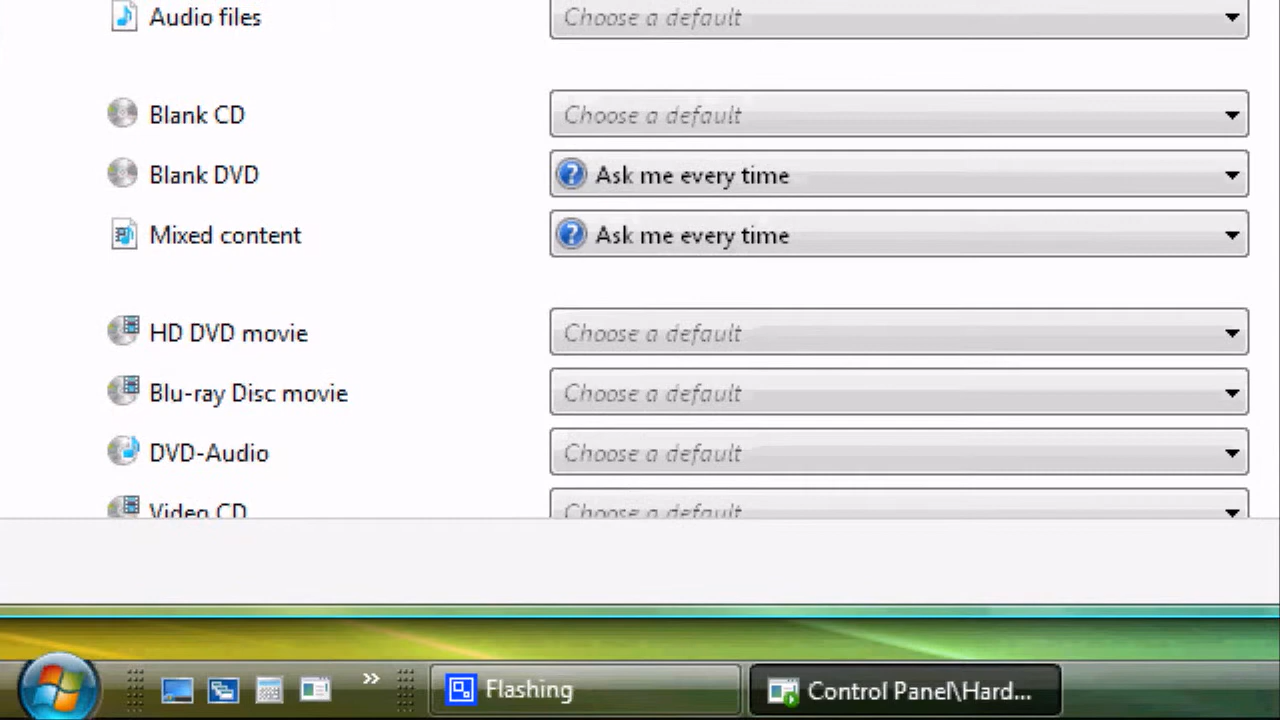 Audio files Choose a default
Blank CD Choose a default
Blank DVD Ask me every time
Mixed content Ask me every time
HD DVD movie Choose a default
Blu-ray Disc movie Choose a default
DVD-Audio Choose a default
Video CD Choose a default
Flashing Control Panel\Hard...